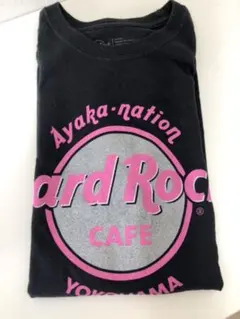 Ayaka-nation
ard Roc
CAFE
®
YOKOHAMA